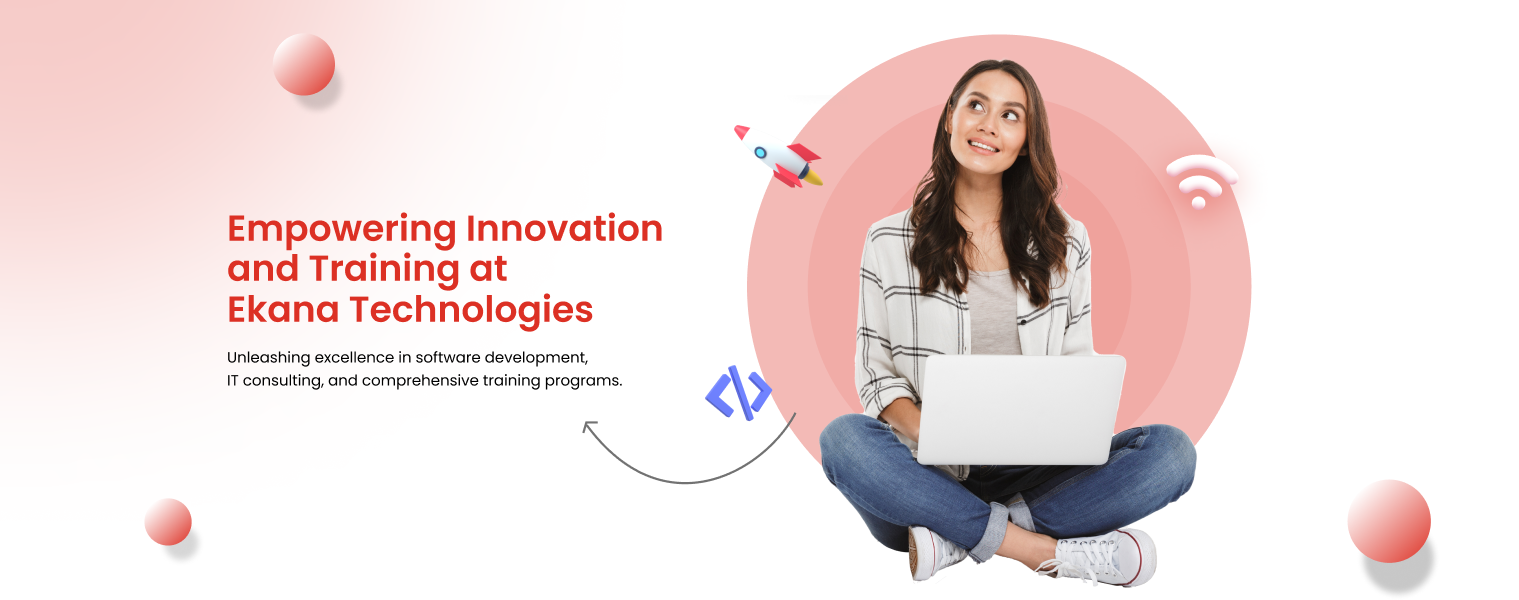 Empowering Innovation
and Training at
Ekana Technologies
Unleashing excellence in software development,
IT consulting, and comprehensive training programs.